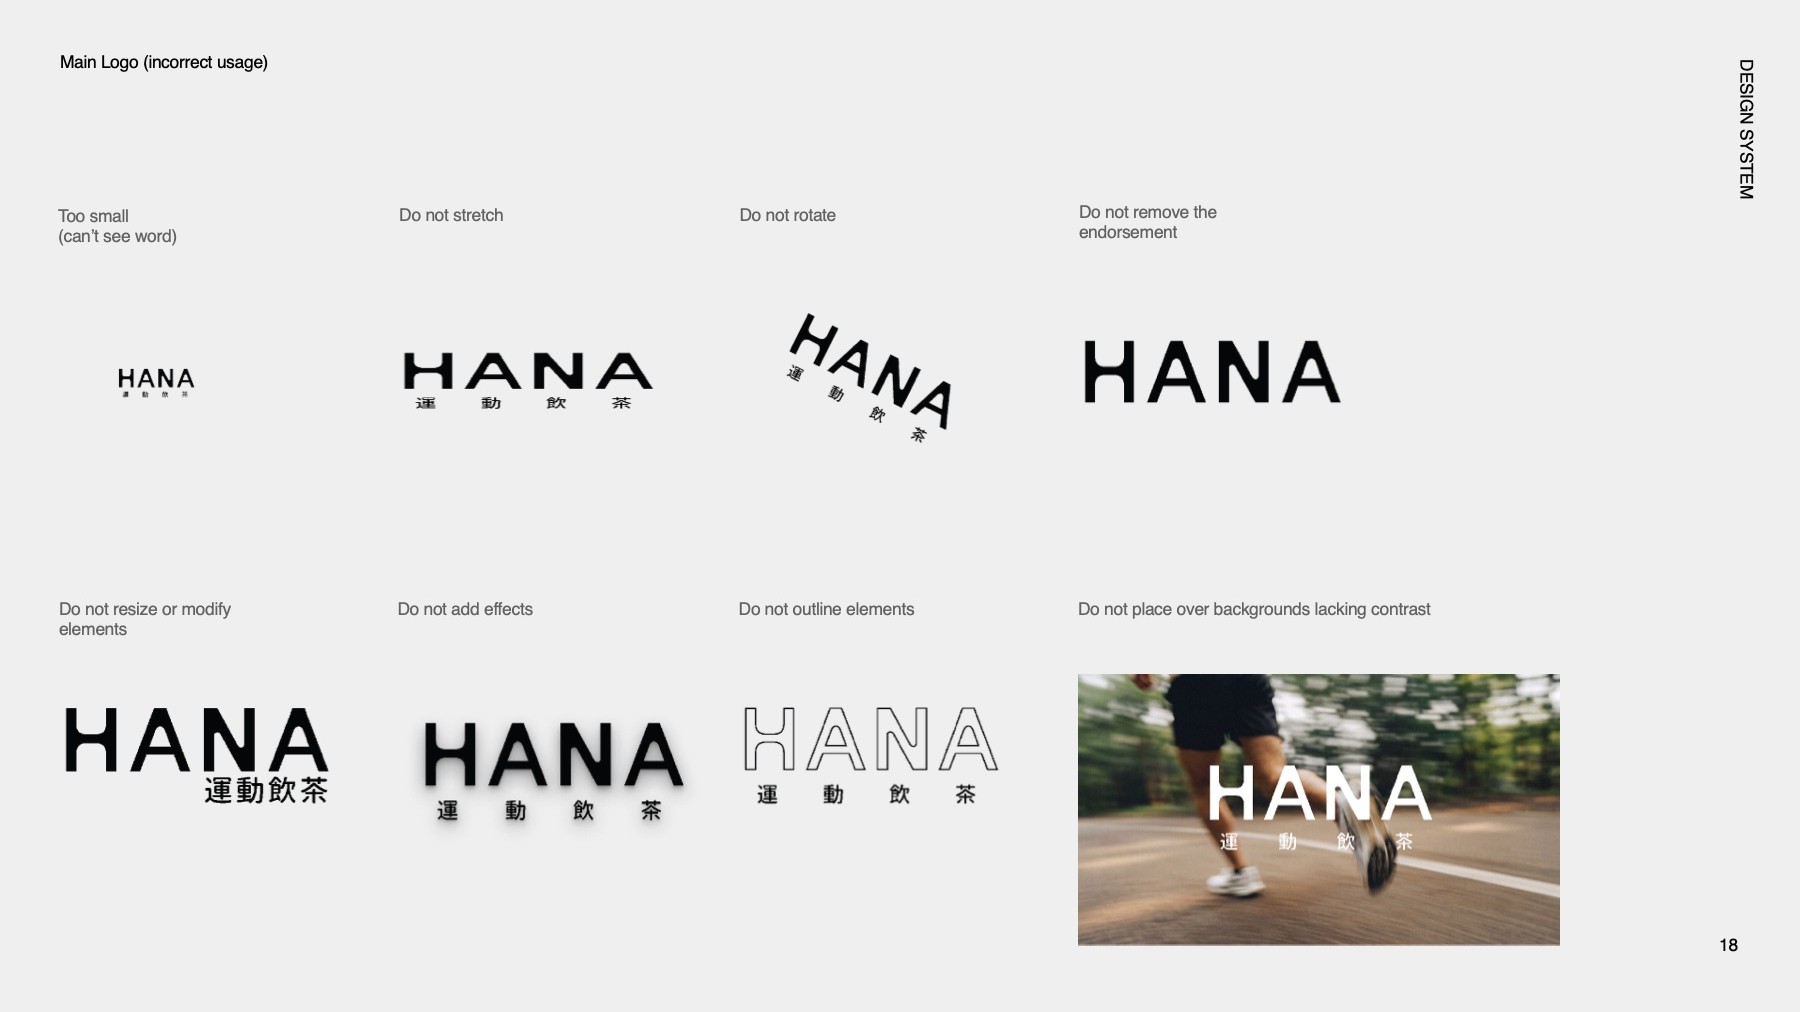 Main Logo (incorrect usage)
DESIGN SYSTEM
Too small
(can’t see word)
HANA
運動飲茶
Do not stretch
HANA
運動飲茶
Do not rotate
HANA
運動飲茶
Do not remove the
endorsement
HANA
Do not resize or modify
elements
HANA
運動飲茶
Do not add effects
HANA
運動飲茶
Do not outline elements
HANA
運動飲茶
Do not place over backgrounds lacking contrast
HANA
運動飲茶
18